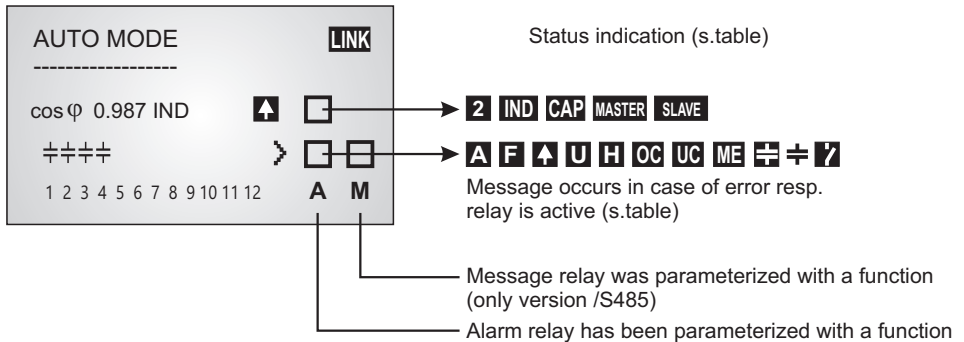 AUTO MODE LINK
Status indication (s.table)
------------------
cos φ 0.987 IND
2 IND CAP MASTER SLAVE
A F U H OC UC ME
1 2 3 4 5 6 7 8 9 10 11 12 A M
Message occurs in case of error resp.
relay is active (s.table)
Message relay was parameterized with a function
(only version /S485)
Alarm relay has been parameterized with a function